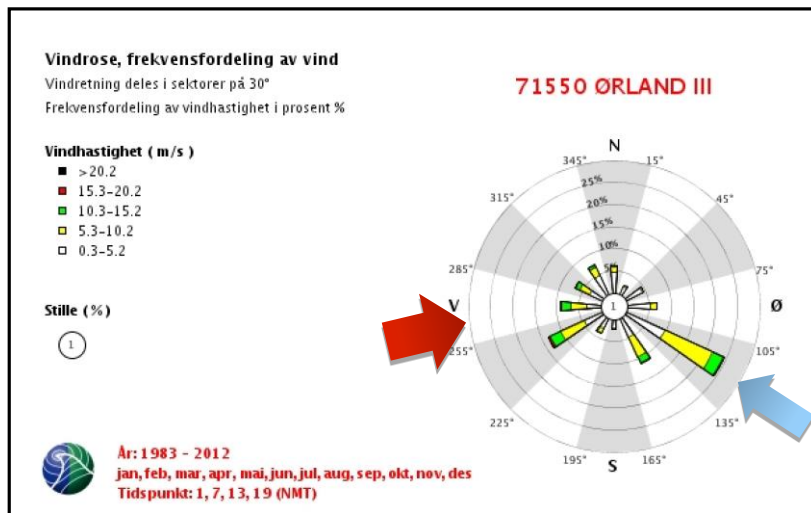 Vindrose, frekvensfordeling av vind
Vindretning deles i sektorer på 30°
Frekvensfordeling av vindhastighet i prosent %
Vindhastighet ( m/s )
>20.2
15.3-20.2
10.3-15.2
5.3-10.2
0.3-5.2
Stille (%)
1
71550 ØRLAND III
N
345°
15°
25%
315°
20%
45°
15%
10%
285°
5%
75°
V
1
Ø
255°
105°
225°
135°
195°
S
165°
År: 1983 - 2012
jan, feb, mar, apr, mai, jun, jul, aug, sep, okt, nov, des
Tidspunkt: 1, 7, 13, 19 (NMT)